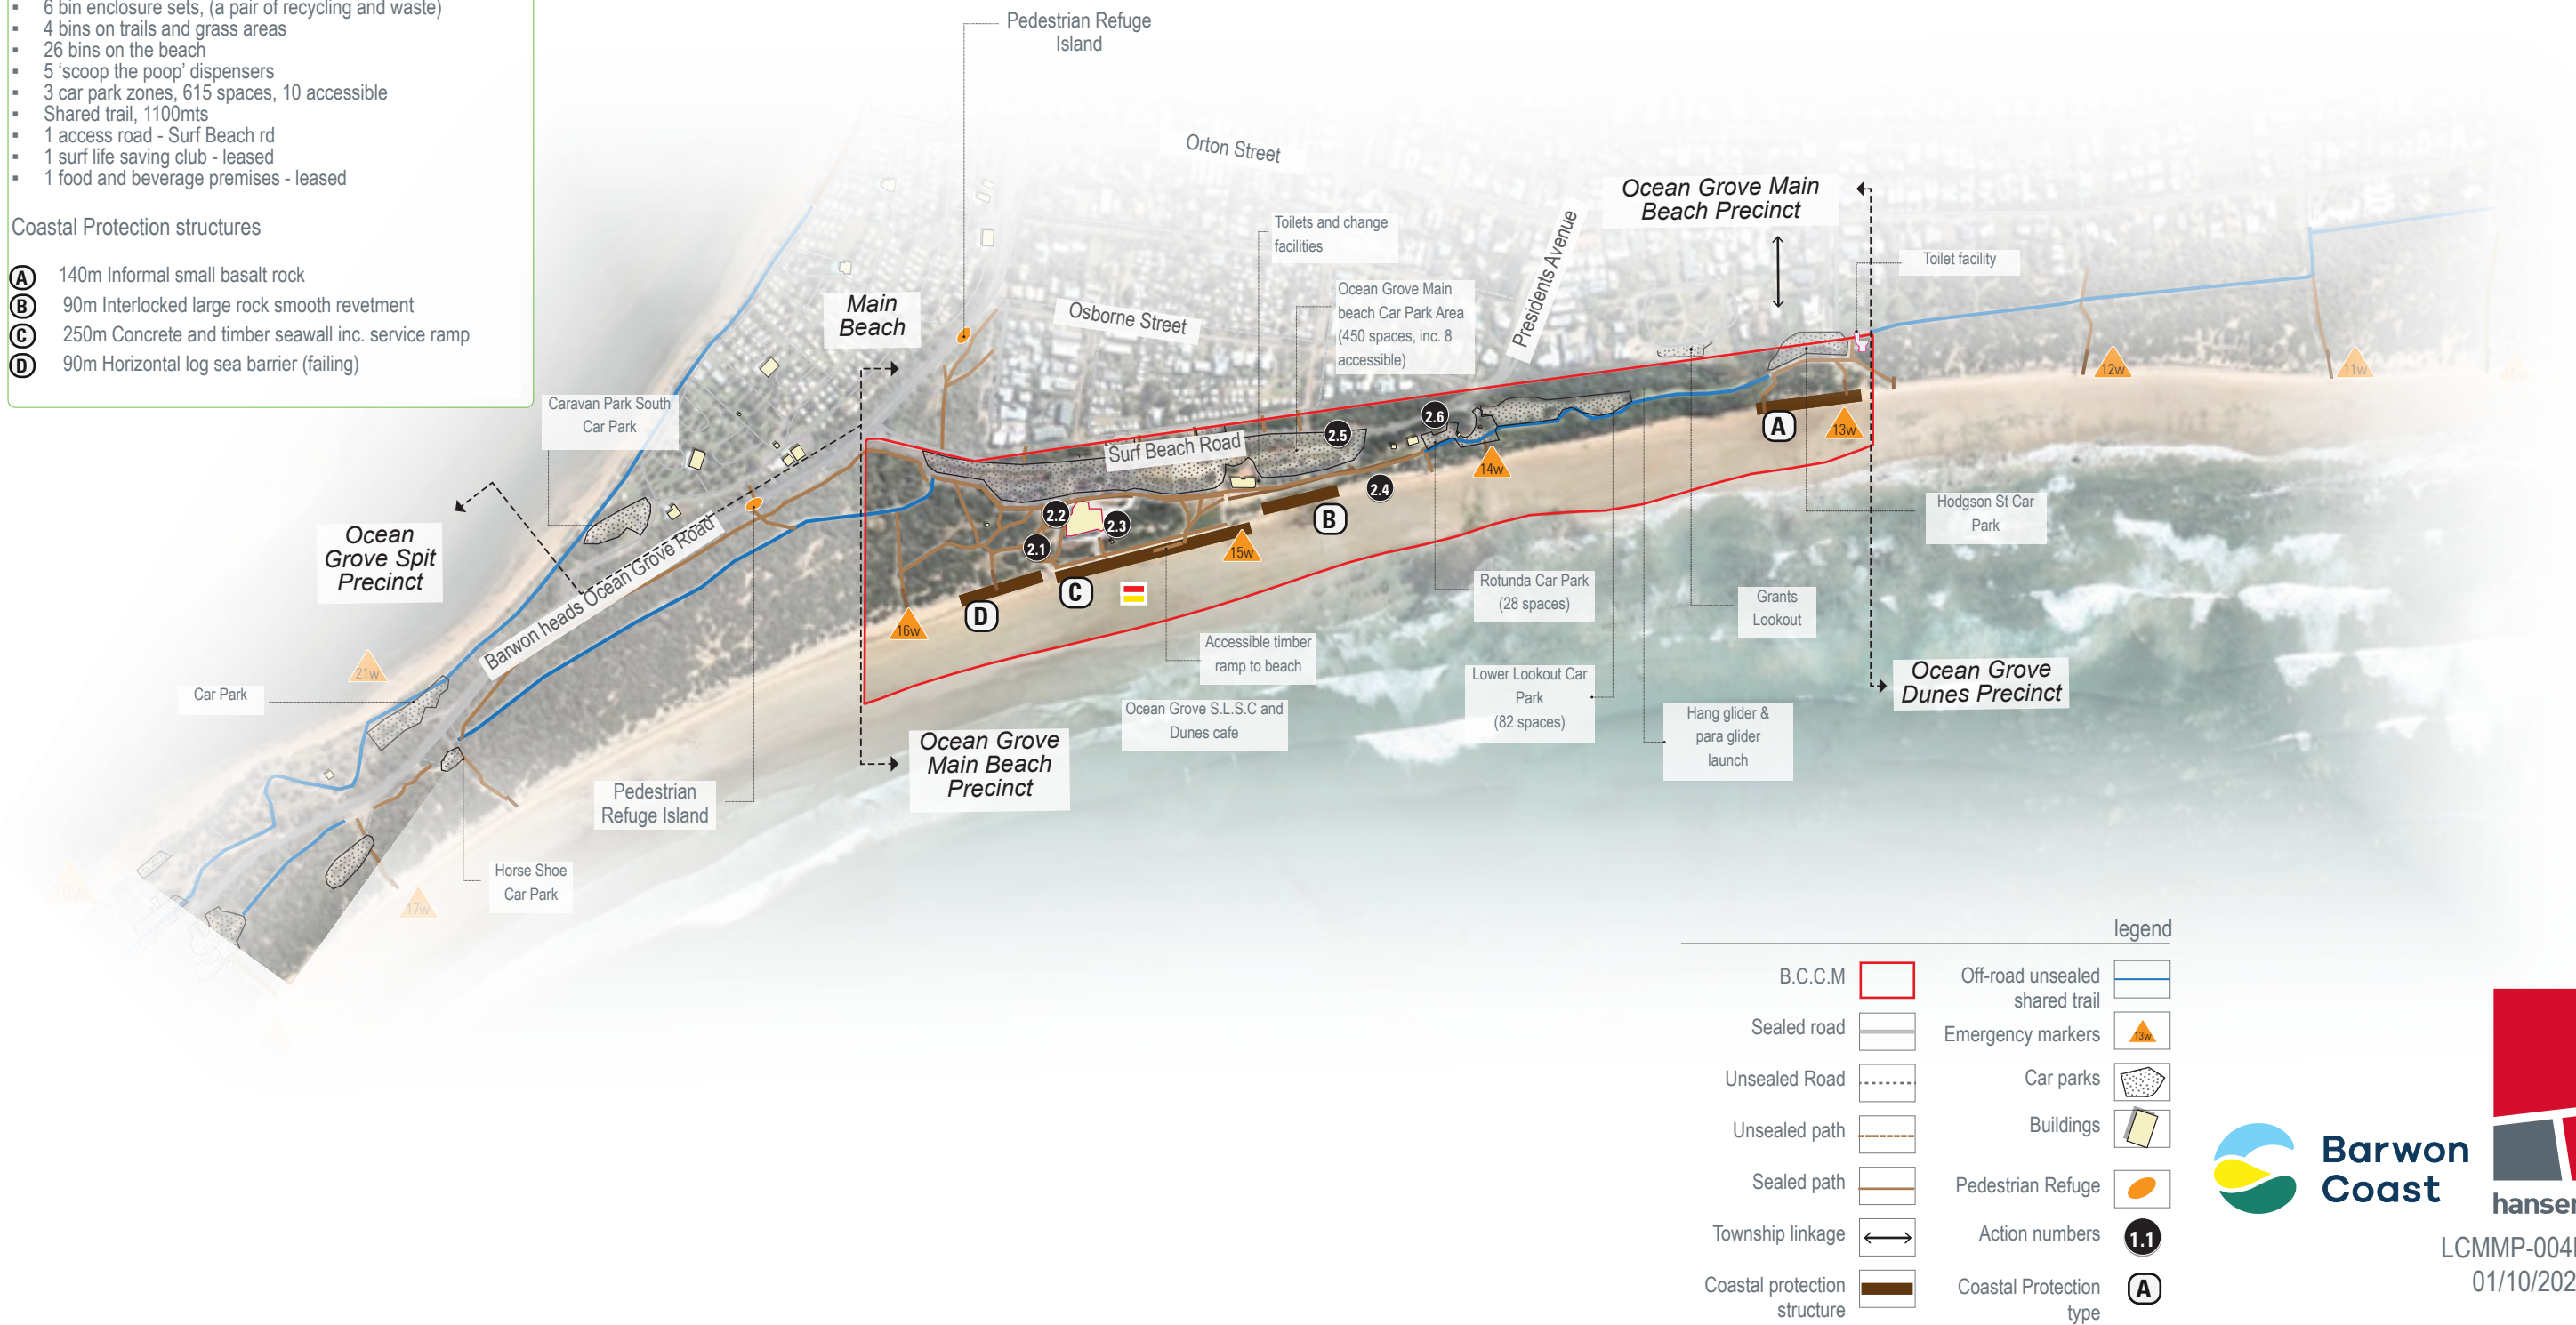 6 bin enclosure sets, (a pair of recycling and waste)
4 bins on trails and grass areas
26 bins on the beach
5 ‘scoop the poop’ dispensers
3 car park zones, 615 spaces, 10 accessible
Shared trail, 1100mts
1 access road - Surf Beach rd
1 surf life saving club - leased
1 food and beverage premises - leased
Coastal Protection structures
A 140m Informal small basalt rock
B 90m Interlocked large rock smooth revetment
C 250m Concrete and timber seawall inc. service ramp
D 90m Horizontal log sea barrier (failing)
Pedestrian Refuge
Island
Orton Street
Ocean Grove Main
Beach Precinct
Toilets and change
facilities
Presidents Avenue
Toilet facility
Main
Beach
Osborne Street
Ocean Grove Main
beach Car Park Area
(450 spaces, inc. 8
accessible)
12w
11w
Caravan Park South
Car Park
2.6
2.5
A
13w
Surf Beach Road
14w
2.4
2.2
2.3
B
Hodgson St Car
Park
Ocean
Grove Spit
Precinct
2.1
15w
Barwon heads Ocean Grove Road
C
D
16w
Rotunda Car Park
(28 spaces)
Grants
Lookout
Accessible timber
ramp to beach
21w
Car Park
Lower Lookout Car
Park
(82 spaces)
Ocean Grove
Dunes Precinct
Ocean Grove S.L.S.C and
Dunes cafe
Hang glider &
para glider
launch
Ocean Grove
Main Beach
Precinct
Pedestrian
Refuge Island
Horse Shoe
Car Park
17w
legend
B.C.C.M
Sealed road
Unsealed Road
Unsealed path
Sealed path
Township linkage
Coastal protection
structure
Off-road unsealed
shared trail
Emergency markers
13w
Car parks
Buildings
Pedestrian Refuge
Action numbers
1.1
Coastal Protection
type
A
Barwon
Coast
hansen
LCMMP-004
01/10/202